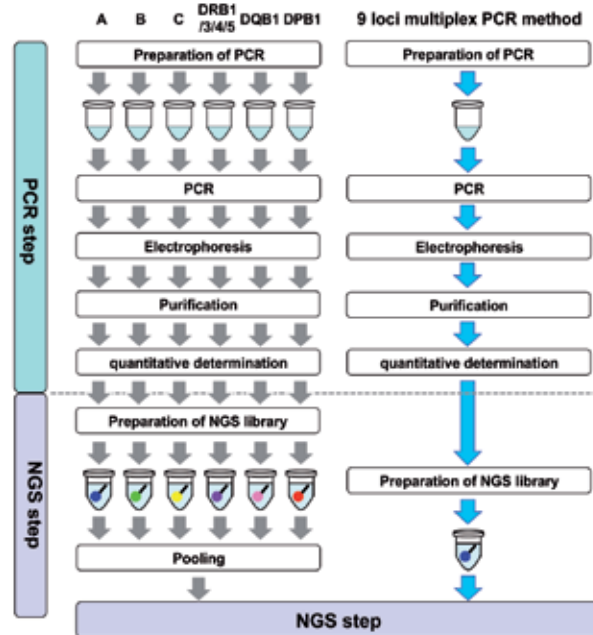 A B C DRB1 /3/4/5 DQB1 DPB1
9 loci multiplex PCR method
Preparation of PCR
Preparation of PCR
PCR
PCR
Electrophoresis
Electrophoresis
Purification
Purification
quantitative determination
quantitative determination
PCR step
Preparation of NGS library
Preparation of NGS library
Pooling
NGS step
NGS step